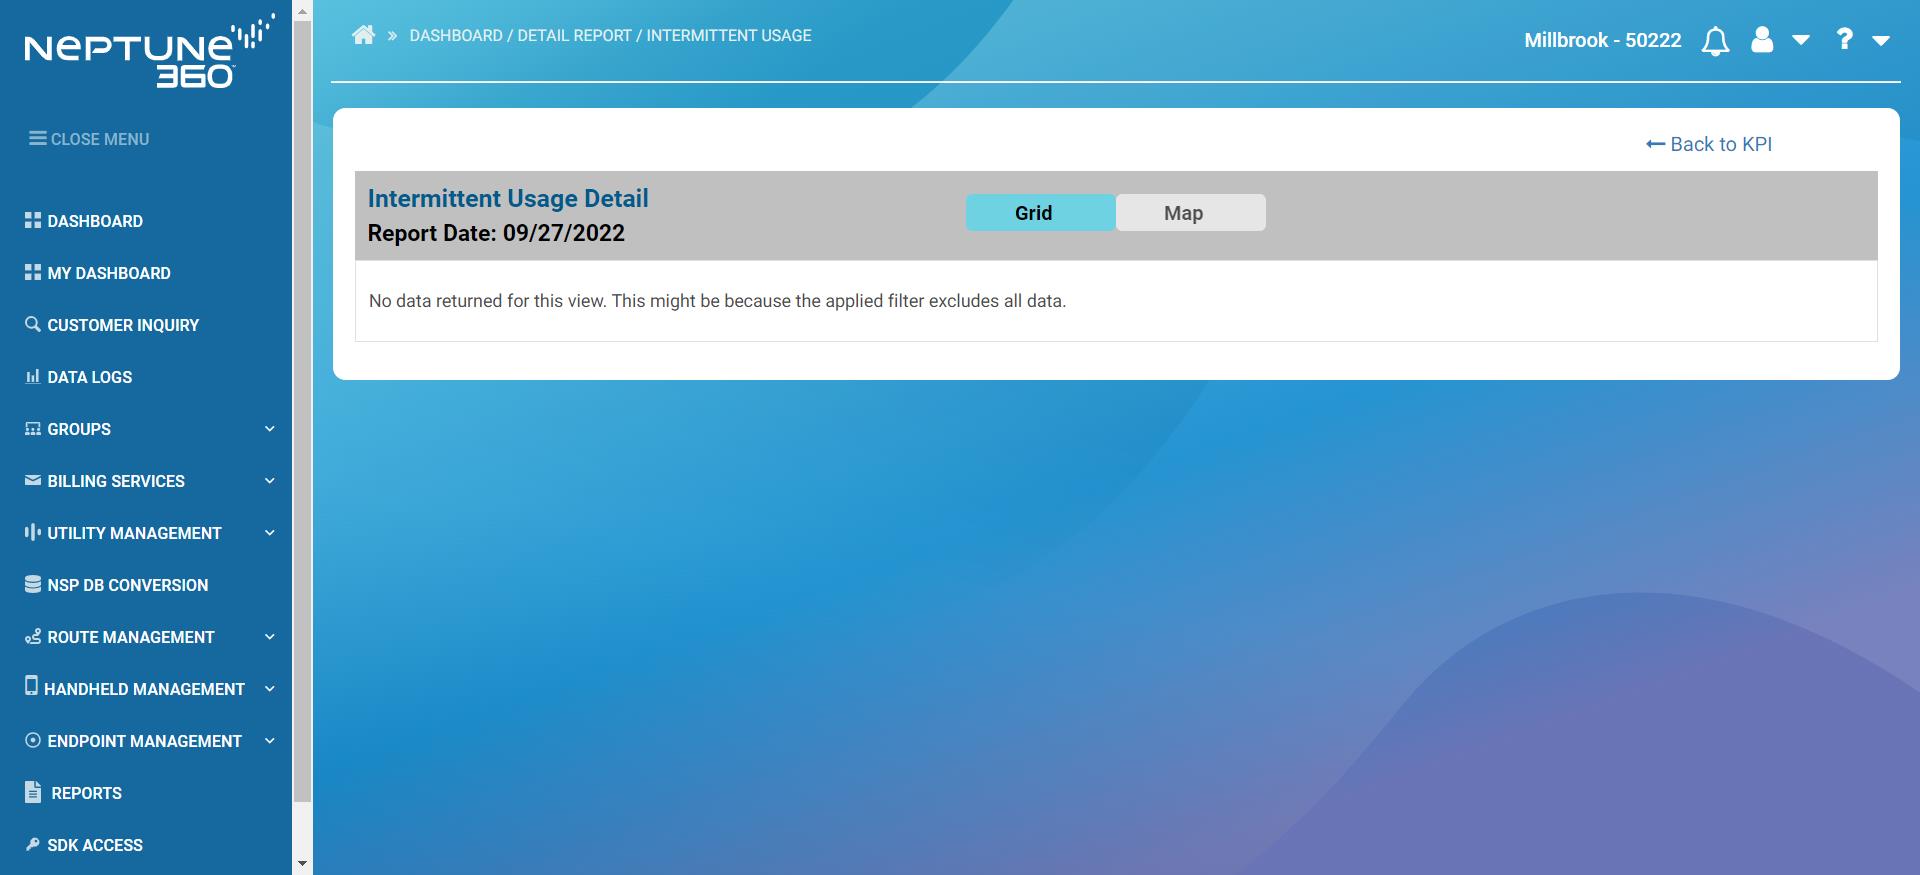 NEPTUNE
360™
CLOSE MENU
DASHBOARD
MY DASHBOARD
CUSTOMER INQUIRY
DATA LOGS
GROUPS
BILLING SERVICES
UTILITY MANAGEMENT
NSP DB CONVERSION
ROUTE MANAGEMENT
HANDHELD MANAGEMENT
ENDPOINT MANAGEMENT
REPORTS
SDK ACCESS
» DASHBOARD / DETAIL REPORT / INTERMITTENT USAGE
Millbrook - 50222
?
Back to KPI
Intermittent Usage Detail
Report Date: 09/27/2022
Grid
Map
No data returned for this view. This might be because the applied filter excludes all data.